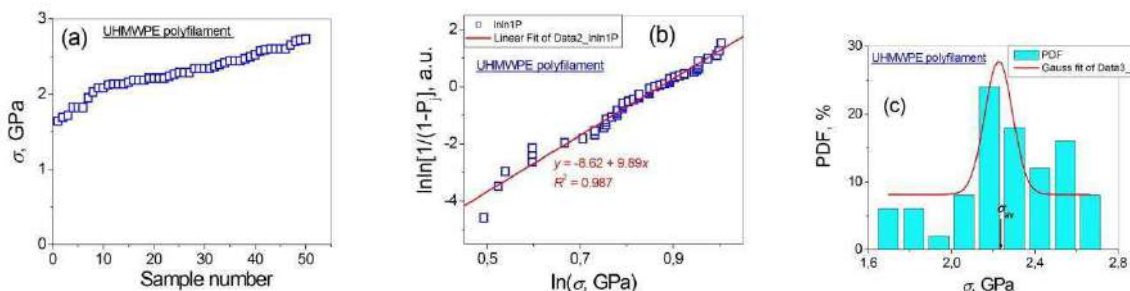 (a)
UHMWPE polyfilament
3
2
1
0
σ, GPa
0 10 20 30 40 50
Sample number
lnln1P
Linear Fit of Data2_lnln1P
(b)
UHMWPE polyfilament
2
0
-2
-4
lnln[1/(1-Pj], a.u.
y = -8.62 + 9.89x
R² = 0.987
0,5 0,7 0,9
ln(σ, GPa)
30
20
10
0
PDF, %
UHMWPE polyfilament
PDF
Gauss fit of Data3_
(c)
σav
1,6 2,0 2,4 2,8
σ, GPa